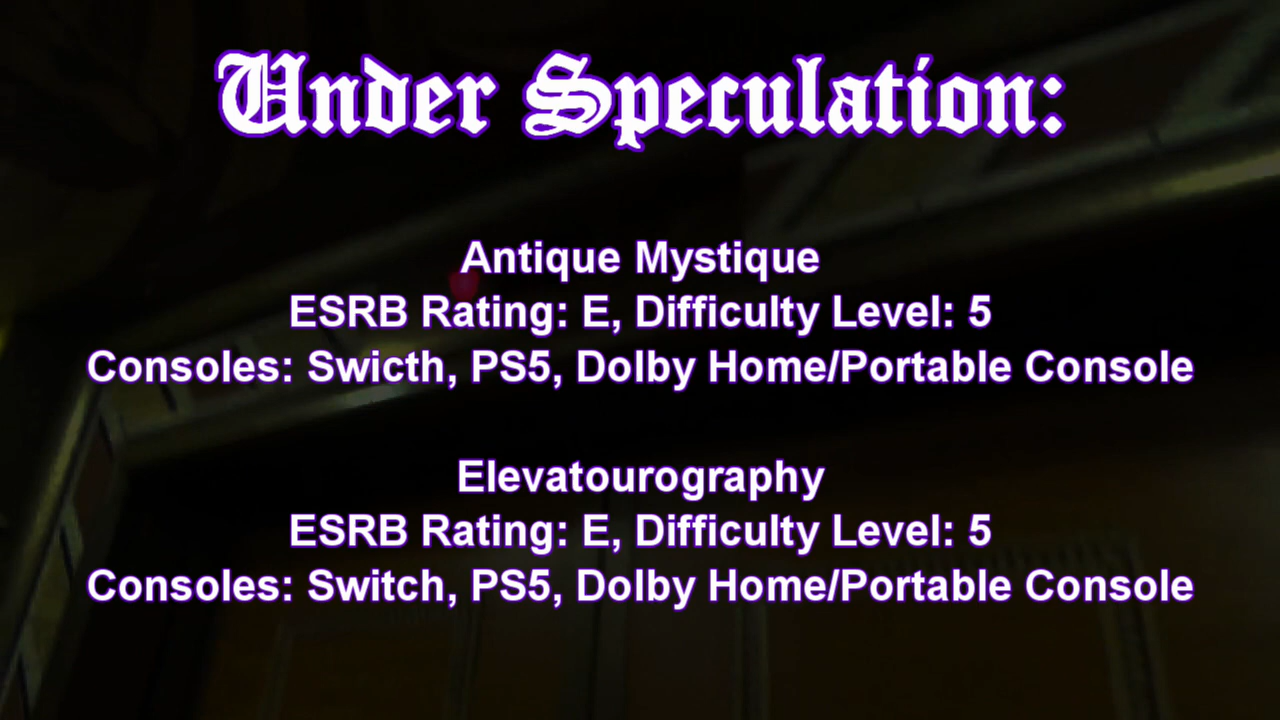 Under Speculation:
Antique Mystique
ESRB Rating: E, Difficulty Level: 5
Consoles: Swicth, PS5, Dolby Home/Portable Console
Elevatourography
ESRB Rating: E, Difficulty Level: 5
Consoles: Switch, PS5, Dolby Home/Portable Console